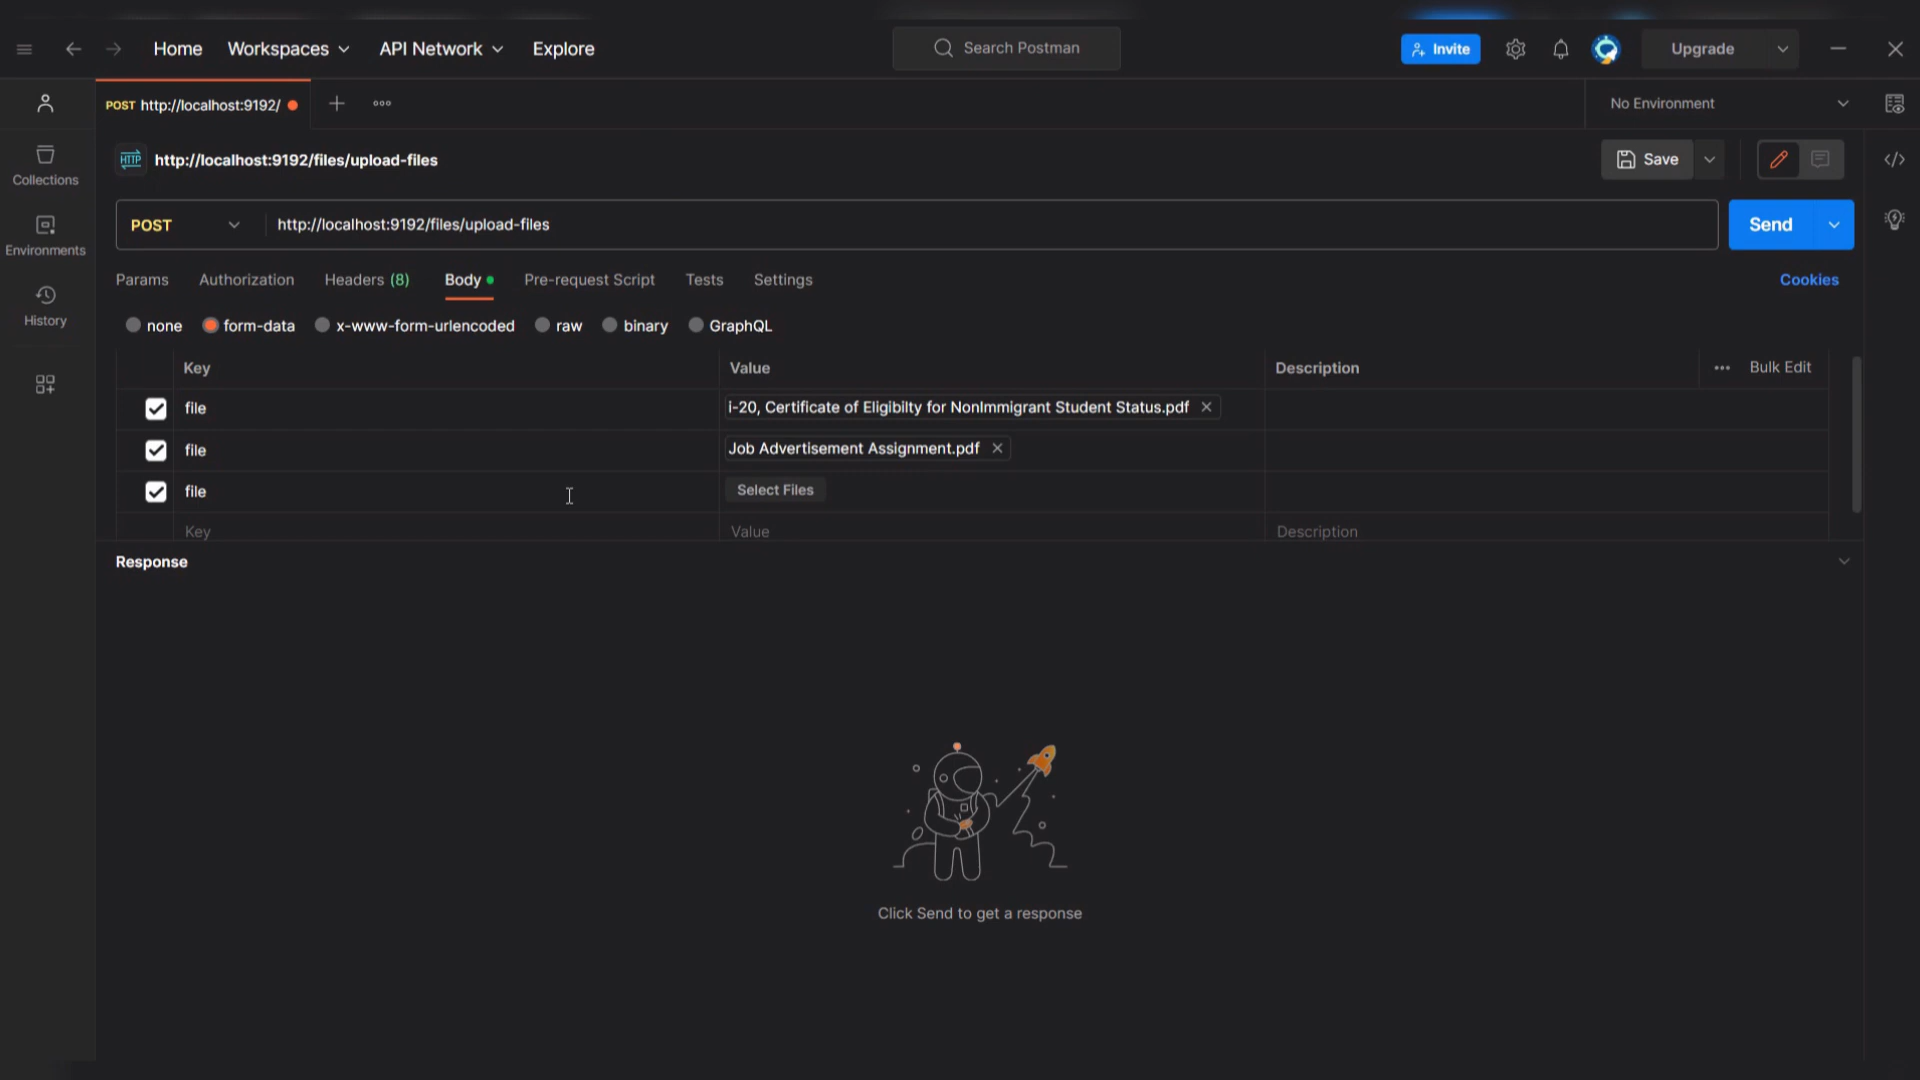 Home Workspaces API Network Explore Search Postman Invite Upgrade
POST http://localhost:9192/ No Environment
HTTP http://localhost:9192/files/upload-files Save
Collections
POST http://localhost:9192/files/upload-files Send
Environments
Params Authorization Headers (8) Body Pre-request Script Tests Settings Cookies
History
none form-data x-www-form-urlencoded raw binary GraphQL
Key Value Description Bulk Edit
file i-20, Certificate of Eligibilty for NonImmigrant Student Status.pdf
file Job Advertisement Assignment.pdf
file Select Files
Key Value Description
Response
Click Send to get a response